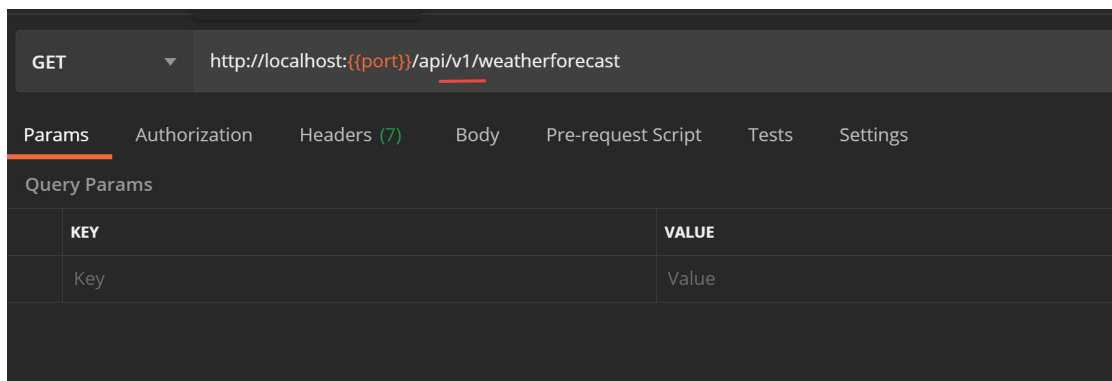 GET http://localhost:{{port}}/api/v1/weatherforecast
Params Authorization Headers (7) Body Pre-request Script Tests Settings
Query Params
KEY VALUE
Key Value